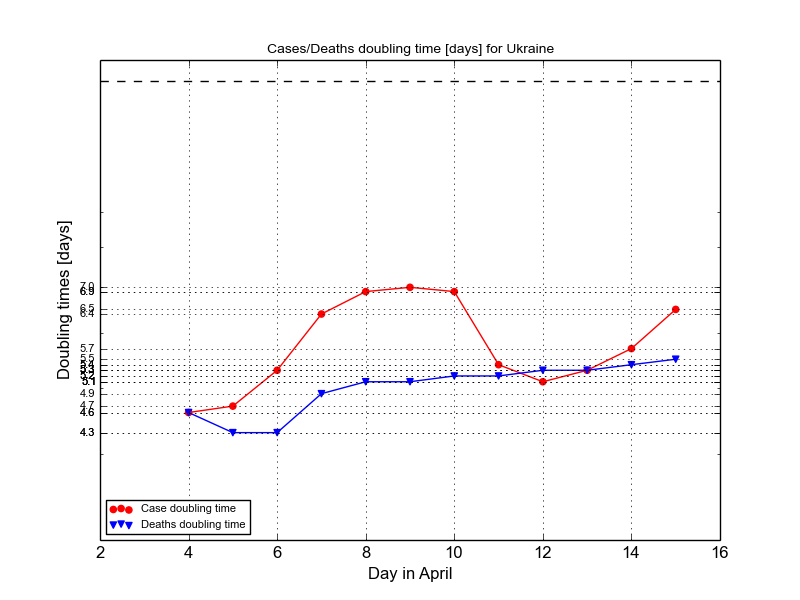 Cases/Deaths doubling time [days] for Ukraine
Doubling times [days]
7.0
6.9
6.5
6.4
5.7
5.5
5.4
5.3
5.2
5.1
4.9
4.7
4.6
4.3
Case doubling time
Deaths doubling time
2 4 6 8 10 12 14 16
Day in April